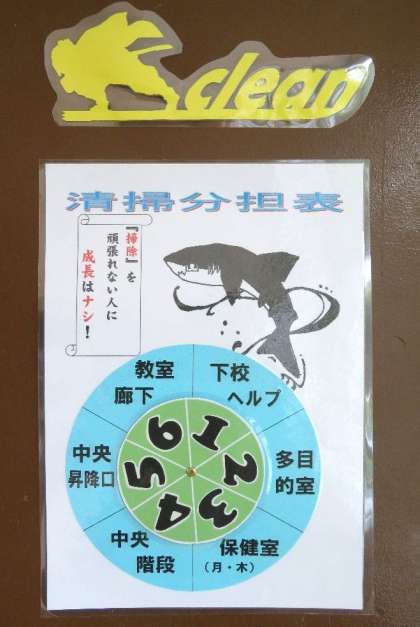 clean
清掃分担表
『掃除』を
頑張れない人に
成長はナシ!
教室
廊下
下校
ヘルプ
中央
昇降口
多目
的室
中央
階段
保健室
(月・木)
1
2
3
4
5
6